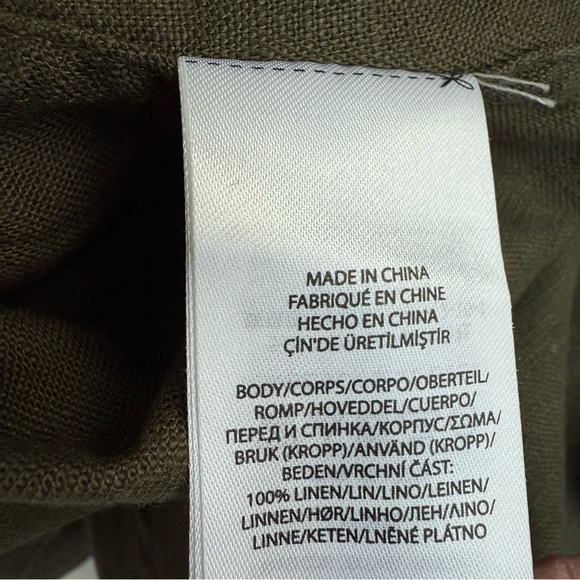 MADE IN CHINA
FABRIQUÉ EN CHINE
HECHO EN CHINA
ÇİN'DE ÜRETİLMİŞTİR
BODY/CORPS/CORPO/OBERTEIL/
ROMP/HOVEDDEL/CUERPO/
ПЕРЕД И СПИНКА/КОРПУС/ΣΩΜΑ/
BRUK (KROPP)/ANVÄND (KROPP)/
BEDEN/VRCHNÍ ČÁST:
100% LINEN/LIN/LINO/LEINEN/
LINNEN/HØR/LINHO/ЛЕН/ΛΙΝΟ/
LINNE/KETEN/LNĚNÉ PLÁTNO